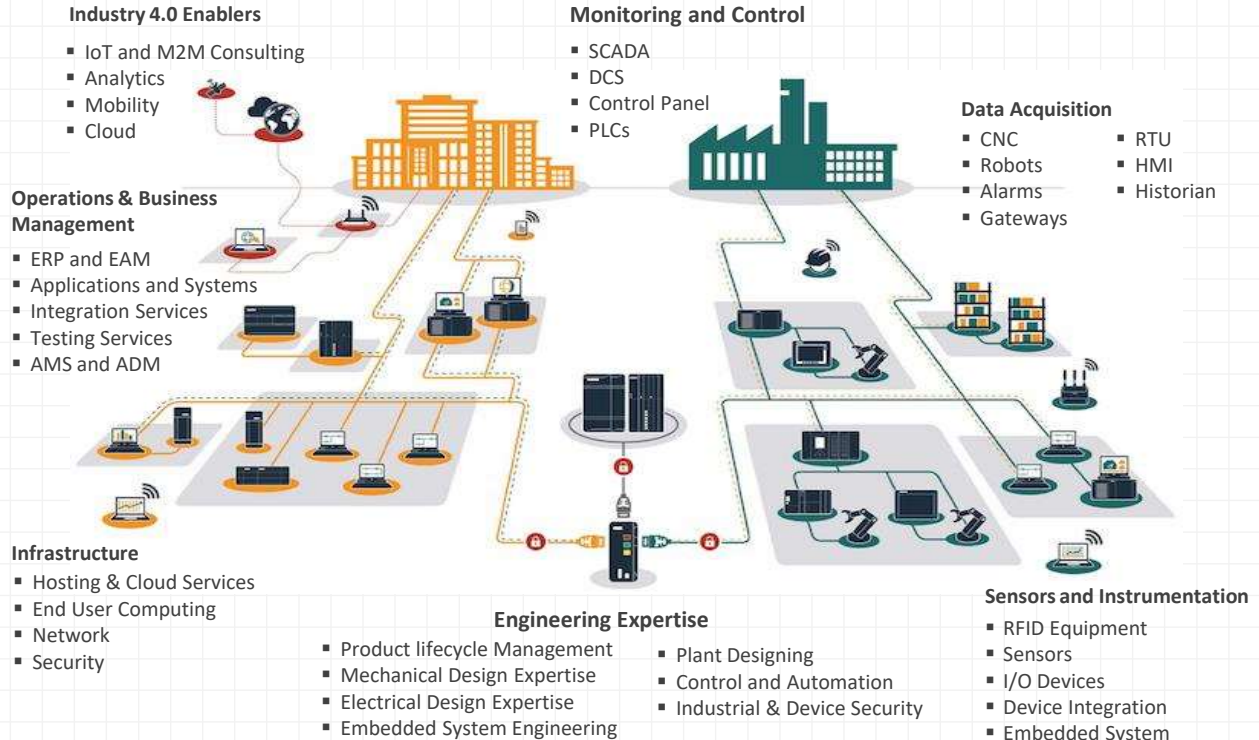 Industry 4.0 Enablers
▪ IoT and M2M Consulting
▪ Analytics
▪ Mobility
▪ Cloud
Monitoring and Control
▪ SCADA
▪ DCS
▪ Control Panel
▪ PLCs
Data Acquisition
▪ CNC
▪ Robots
▪ Alarms
▪ Gateways
▪ RTU
▪ HMI
▪ Historian
Operations & Business
Management
▪ ERP and EAM
▪ Applications and Systems
▪ Integration Services
▪ Testing Services
▪ AMS and ADM
Infrastructure
▪ Hosting & Cloud Services
▪ End User Computing
▪ Network
▪ Security
Engineering Expertise
▪ Product lifecycle Management
▪ Mechanical Design Expertise
▪ Electrical Design Expertise
▪ Embedded System Engineering
▪ Plant Designing
▪ Control and Automation
▪ Industrial & Device Security
Sensors and Instrumentation
▪ RFID Equipment
▪ Sensors
▪ I/O Devices
▪ Device Integration
▪ Embedded System